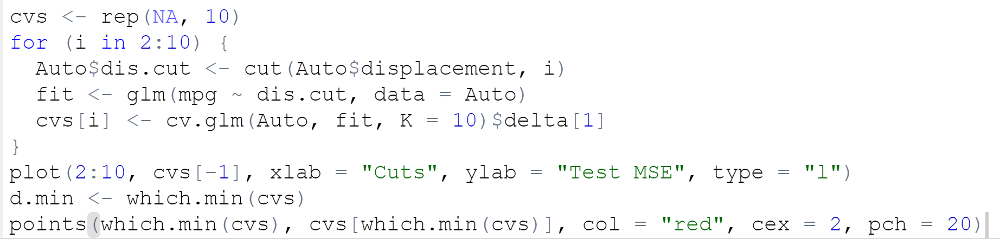 cvs <- rep(NA, 10)
for (i in 2:10) {
  Auto$dis.cut <- cut(Auto$displacement, i)
  fit <- glm(mpg ~ dis.cut, data = Auto)
  cvs[i] <- cv.glm(Auto, fit, K = 10)$delta[1]
}
plot(2:10, cvs[-1], xlab = "Cuts", ylab = "Test MSE", type = "l")
d.min <- which.min(cvs)
points(which.min(cvs), cvs[which.min(cvs)], col = "red", cex = 2, pch = 20)